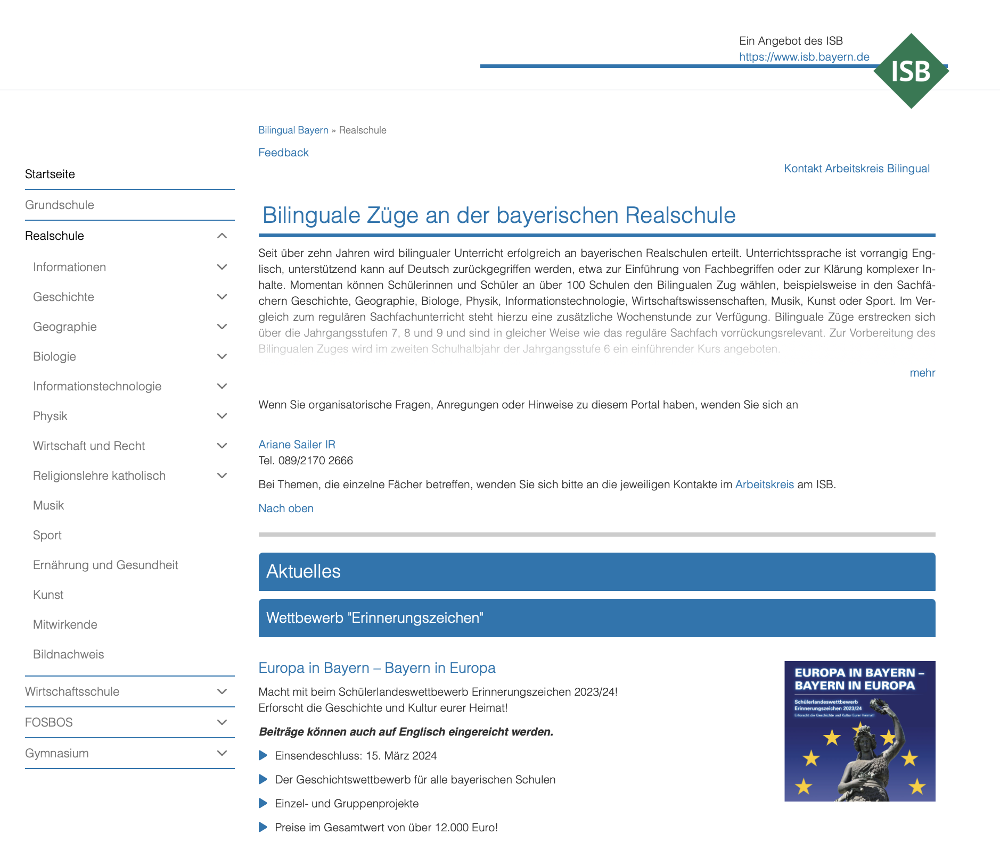 Ein Angebot des ISB
https://www.isb.bayern.de
ISB
Bilingual Bayern » Realschule
Feedback
Kontakt Arbeitskreis Bilingual
Startseite
Grundschule
Realschule
Informationen
Geschichte
Geographie
Biologie
Informationstechnologie
Physik
Wirtschaft und Recht
Religionslehre katholisch
Musik
Sport
Ernährung und Gesundheit
Kunst
Mitwirkende
Bildnachweis
Wirtschaftsschule
FOSBOS
Gymnasium
Bilinguale Züge an der bayerischen Realschule
Seit über zehn Jahren wird bilingualer Unterricht erfolgreich an bayerischen Realschulen erteilt. Unterrichtssprache ist vorrangig Eng-
lisch, unterstützend kann auf Deutsch zurückgegriffen werden, etwa zur Einführung von Fachbegriffen oder zur Klärung komplexer In-
halte. Momentan können Schülerinnen und Schüler an über 100 Schulen den Bilingualen Zug wählen, beispielsweise in den Sachfä-
chern Geschichte, Geographie, Biologe, Physik, Informationstechnologie, Wirtschaftswissenschaften, Musik, Kunst oder Sport. Im Ver-
gleich zum regulären Sachfachunterricht steht hierzu eine zusätzliche Wochenstunde zur Verfügung. Bilinguale Züge erstrecken sich
über die Jahrgangsstufen 7, 8 und 9 und sind in gleicher Weise wie das reguläre Sachfach vorrückungsrelevant. Zur Vorbereitung des
Bilingualen Zuges wird im zweiten Schulhalbjahr der Jahrgangsstufe 6 ein einführender Kurs angeboten.
mehr
Wenn Sie organisatorische Fragen, Anregungen oder Hinweise zu diesem Portal haben, wenden Sie sich an
Ariane Sailer IR
Tel. 089/2170 2666
Bei Themen, die einzelne Fächer betreffen, wenden Sie sich bitte an die jeweiligen Kontakte im Arbeitskreis am ISB.
Nach oben
Aktuelles
Wettbewerb "Erinnerungszeichen"
Europa in Bayern – Bayern in Europa
Macht mit beim Schülerlandeswettbewerb Erinnerungszeichen 2023/24!
Erforscht die Geschichte und Kultur eurer Heimat!
Beiträge können auch auf Englisch eingereicht werden.
Einsendeschluss: 15. März 2024
Der Geschichtswettbewerb für alle bayerischen Schulen
Einzel- und Gruppenprojekte
Preise im Gesamtwert von über 12.000 Euro!
EUROPA IN BAYERN –
BAYERN IN EUROPA
Schülerlandeswettbewerb
Erinnerungszeichen 2023/24
Erforscht die Geschichte und Kultur Eurer Heimat!